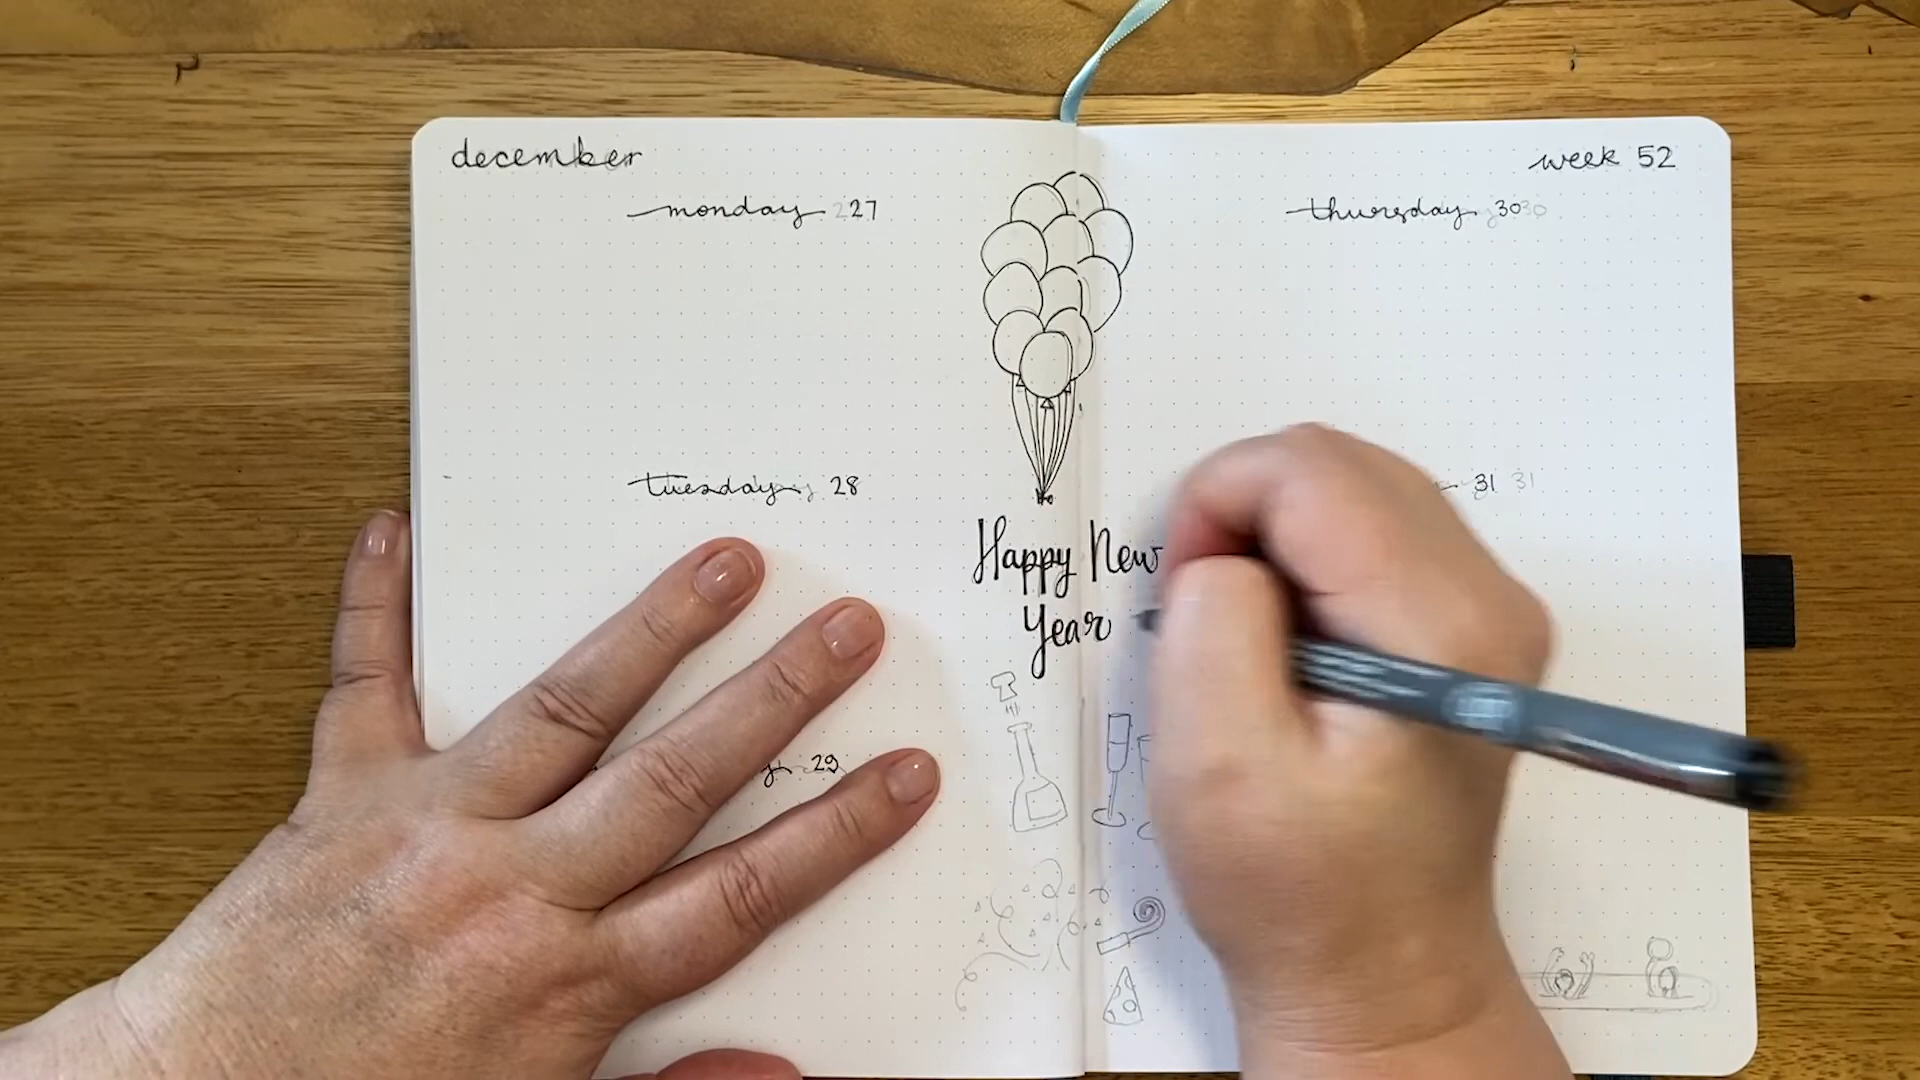 december
monday 27
tuesday 28
29
Happy New
Year
week 52
thursday 30
31